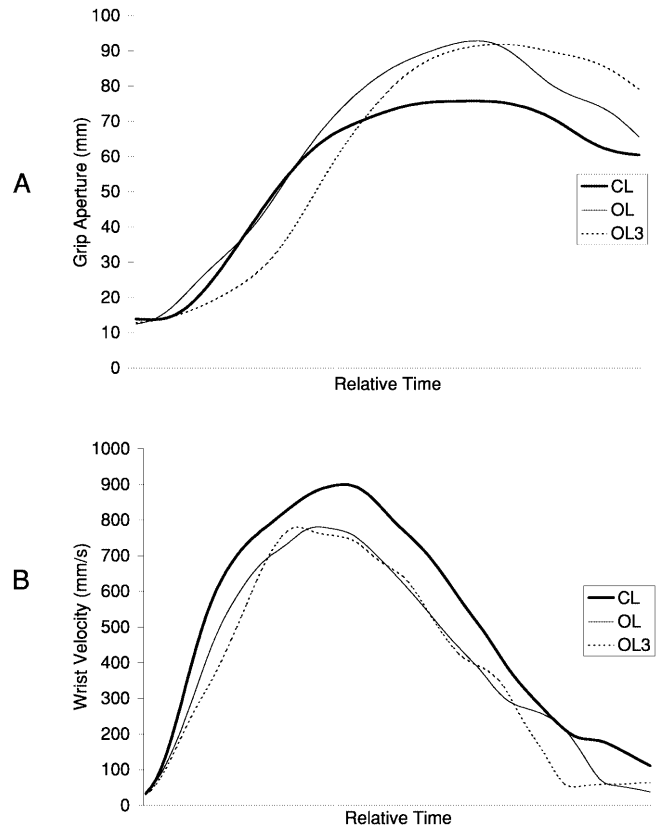 A
Grip Aperture (mm)
100
90
80
70
60
50
40
30
20
10
0
CL
OL
OL3
Relative Time
B
Wrist Velocity (mm/s)
1000
900
800
700
600
500
400
300
200
100
0
CL
OL
OL3
Relative Time